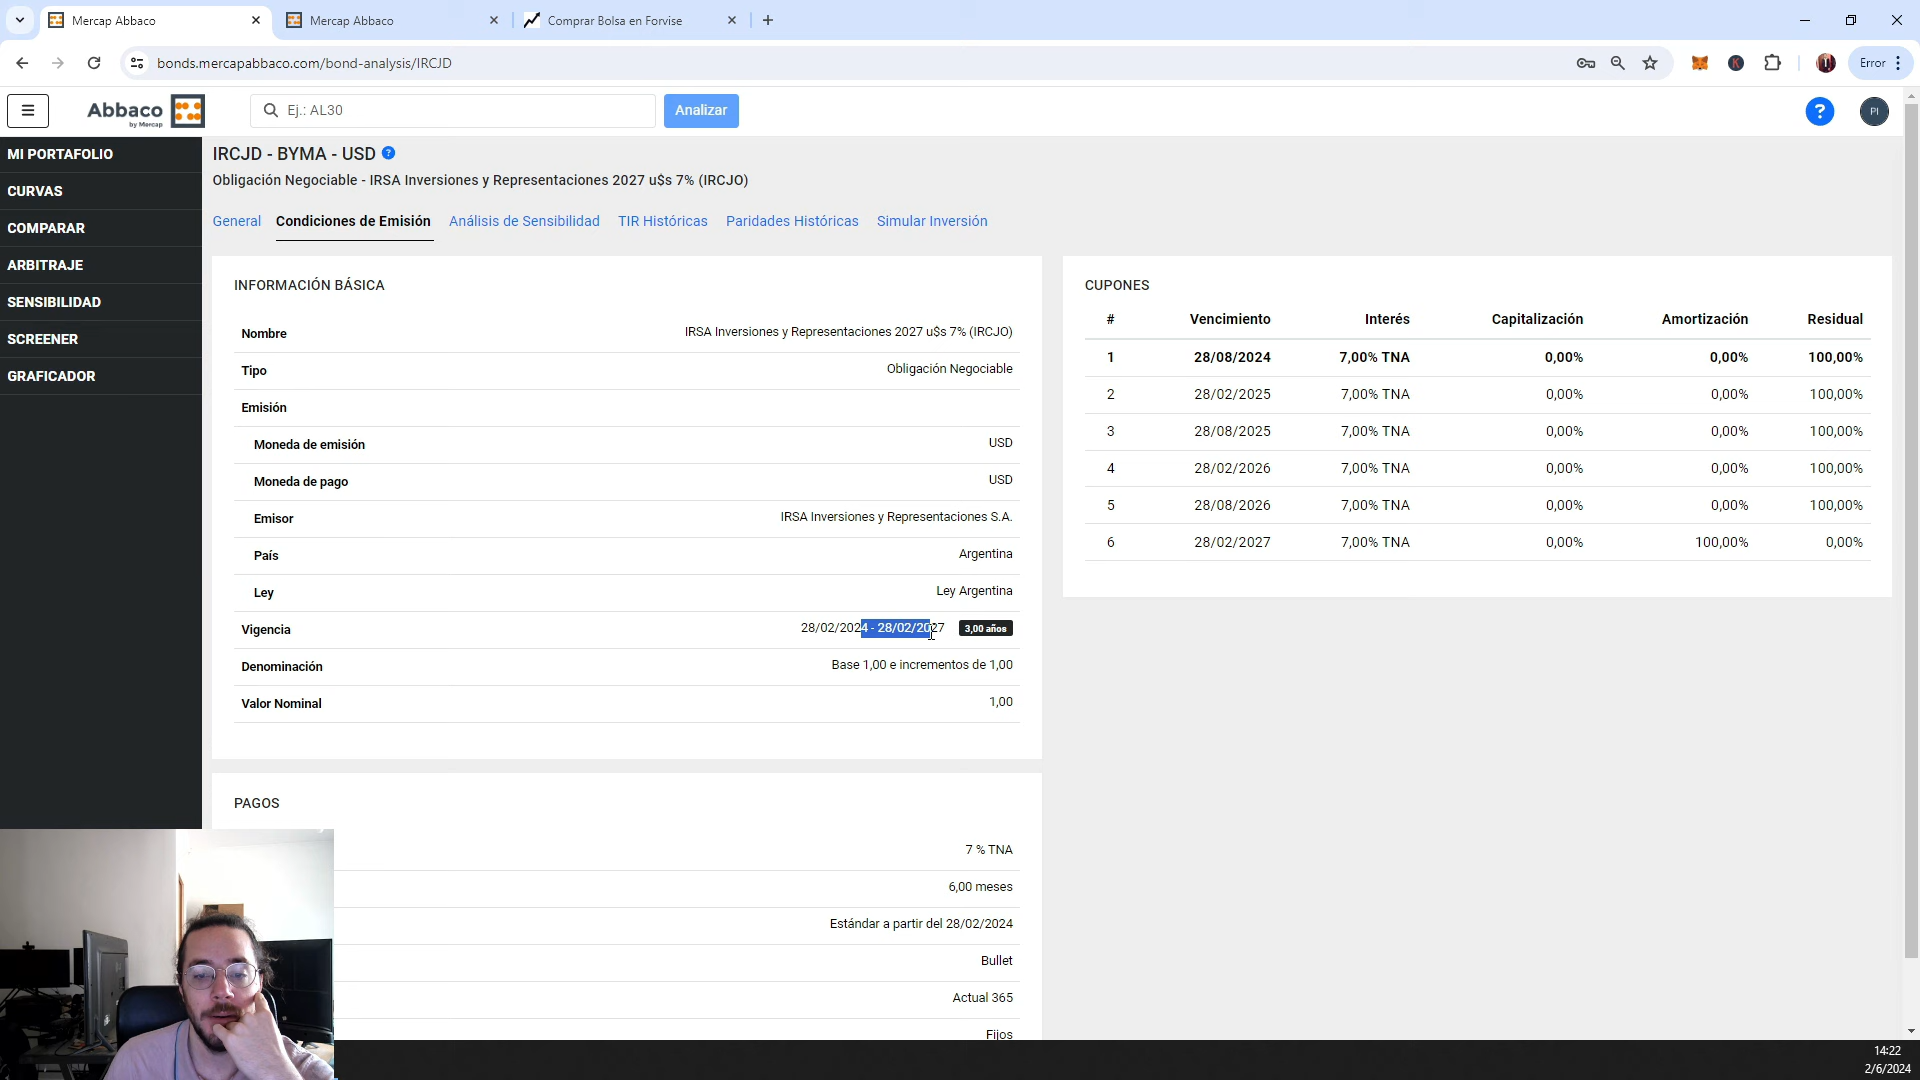 Mercap Abbaco
Mercap Abbaco
Comprar Bolsa en Forvise
bonds.mercapabbaco.com/bond-analysis/IRCJD
K
Error
Abbaco
by Mercap
Ej.: AL30
Analizar
?
PI
MI PORTAFOLIO
CURVAS
COMPARAR
ARBITRAJE
SENSIBILIDAD
SCREENER
GRAFICADOR
IRCJD - BYMA - USD ?
Obligación Negociable - IRSA Inversiones y Representaciones 2027 u$s 7% (IRCJO)
General Condiciones de Emisión Análisis de Sensibilidad TIR Históricas Paridades Históricas Simular Inversión
INFORMACIÓN BÁSICA
Nombre IRSA Inversiones y Representaciones 2027 u$s 7% (IRCJO)
Tipo Obligación Negociable
Emisión
Moneda de emisión USD
Moneda de pago USD
Emisor IRSA Inversiones y Representaciones S.A.
País Argentina
Ley Ley Argentina
Vigencia 28/02/2024 - 28/02/2027 3,00 años
Denominación Base 1,00 e incrementos de 1,00
Valor Nominal 1,00
CUPONES
# Vencimiento Interés Capitalización Amortización Residual
1 28/08/2024 7,00% TNA 0,00% 0,00% 100,00%
2 28/02/2025 7,00% TNA 0,00% 0,00% 100,00%
3 28/08/2025 7,00% TNA 0,00% 0,00% 100,00%
4 28/02/2026 7,00% TNA 0,00% 0,00% 100,00%
5 28/08/2026 7,00% TNA 0,00% 0,00% 100,00%
6 28/02/2027 7,00% TNA 0,00% 100,00% 0,00%
PAGOS
7 % TNA
6,00 meses
Estándar a partir del 28/02/2024
Bullet
Actual 365
Fijos
14:22
2/6/2024